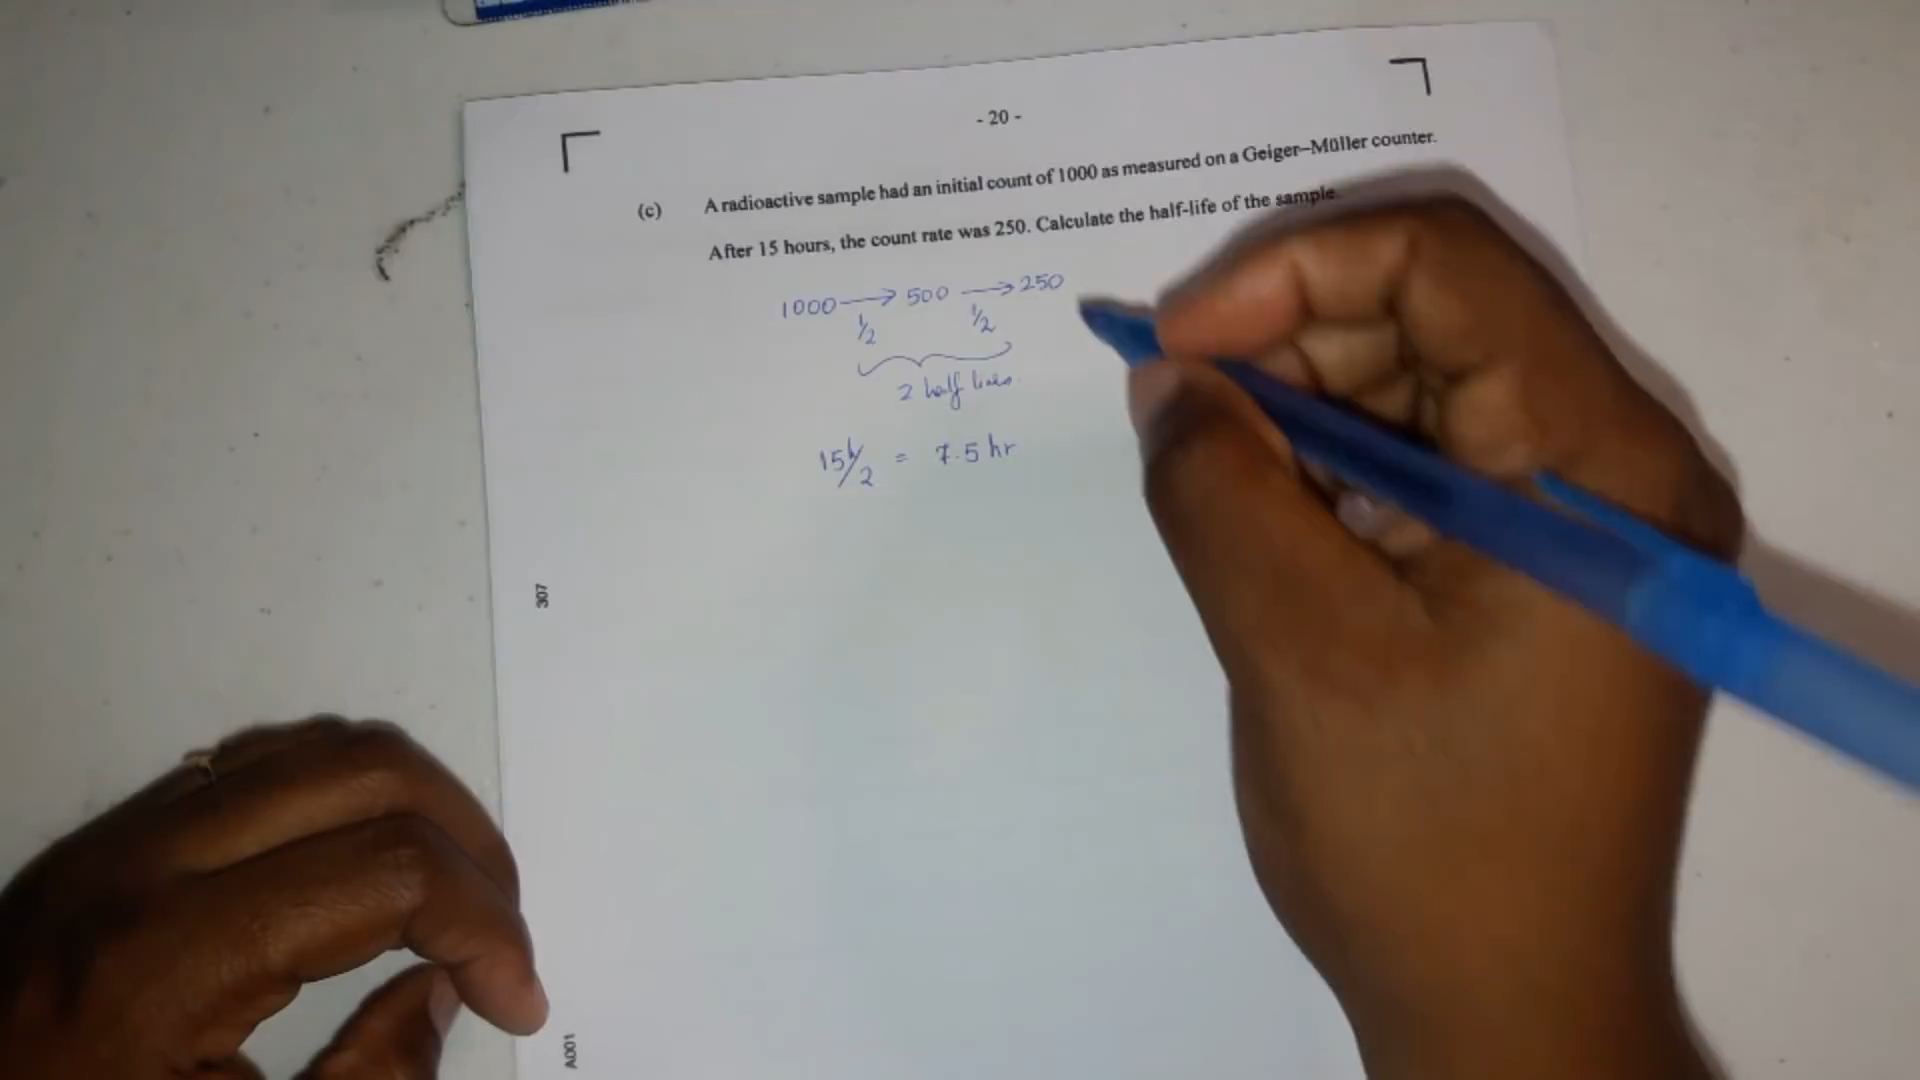 - 20 -
(c) A radioactive sample had an initial count of 1000 as measured on a Geiger–Müller counter.
After 15 hours, the count rate was 250. Calculate the half-life of the sample.
1000 → 500 → 250
1/2 1/2
2 half lives
15h/2 = 7.5 hr
307
A001